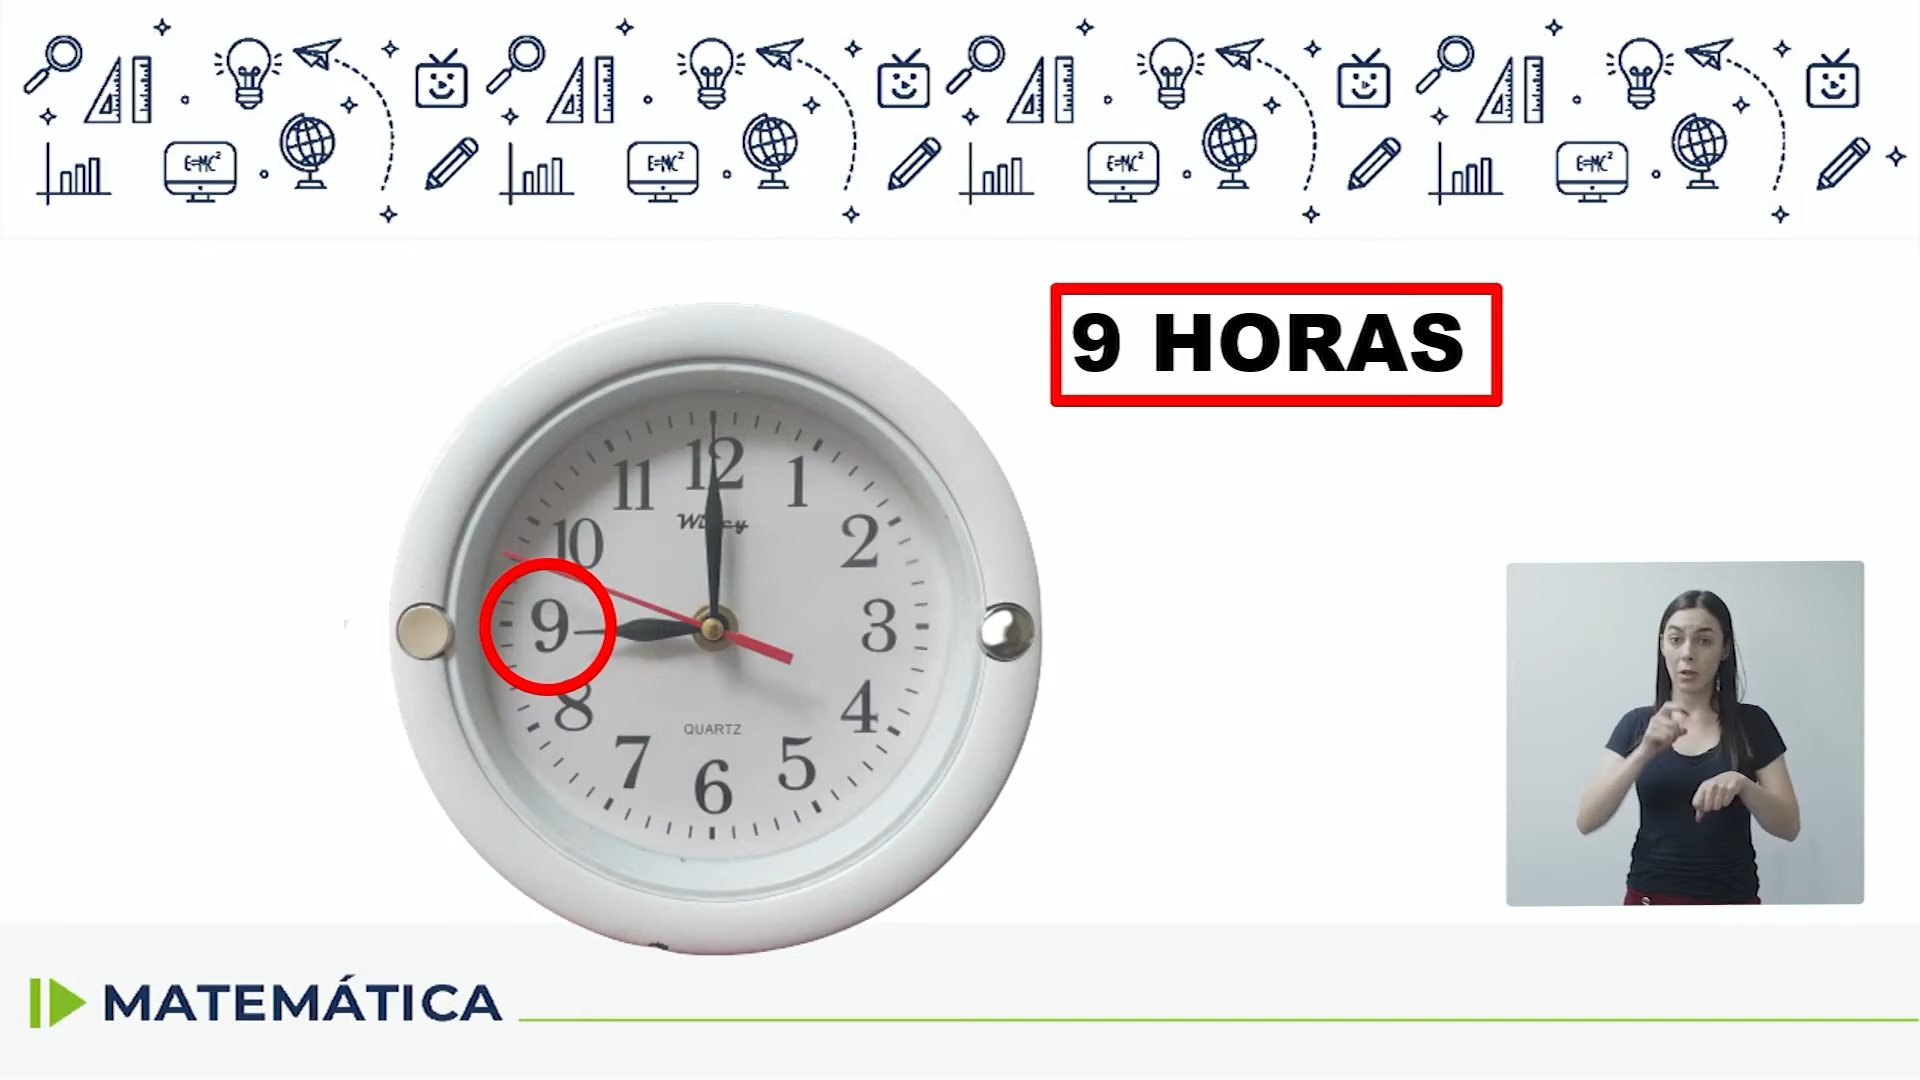 E=MC² E=MC² E=MC² E=MC²
9 HORAS
12
11 1
10 2
9 3
8 4
7 5
6
QUARTZ
MATEMÁTICA